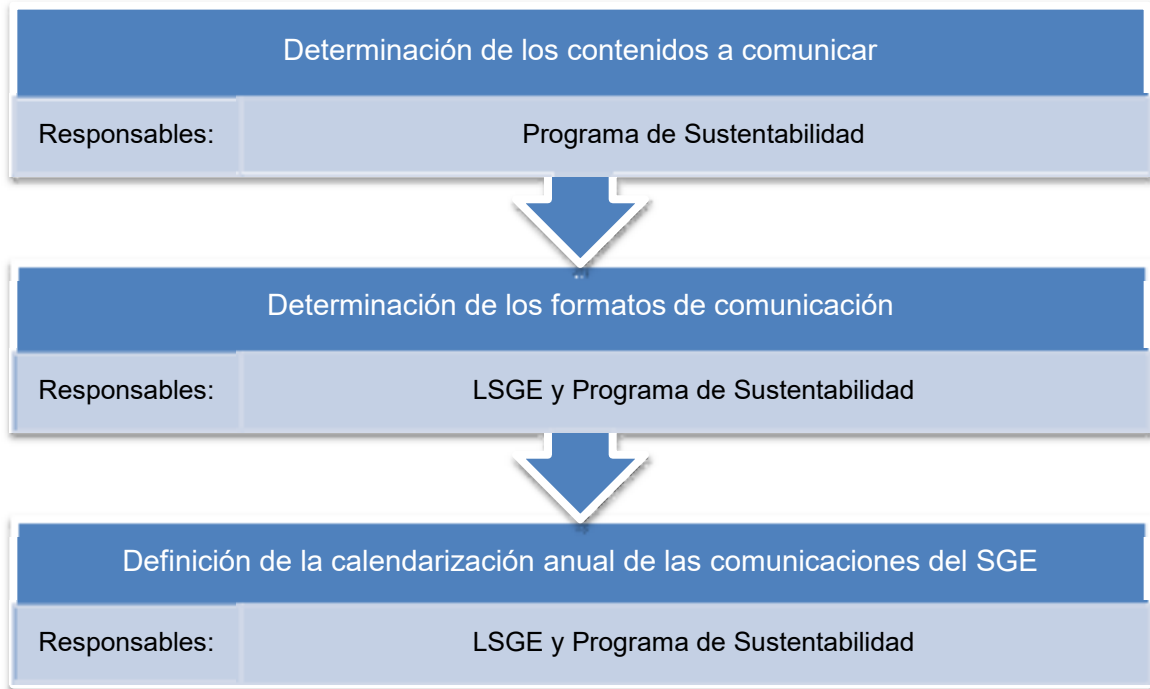 Determinación de los contenidos a comunicar
Responsables: Programa de Sustentabilidad
Determinación de los formatos de comunicación
Responsables: LSGE y Programa de Sustentabilidad
Definición de la calendarización anual de las comunicaciones del SGE
Responsables: LSGE y Programa de Sustentabilidad